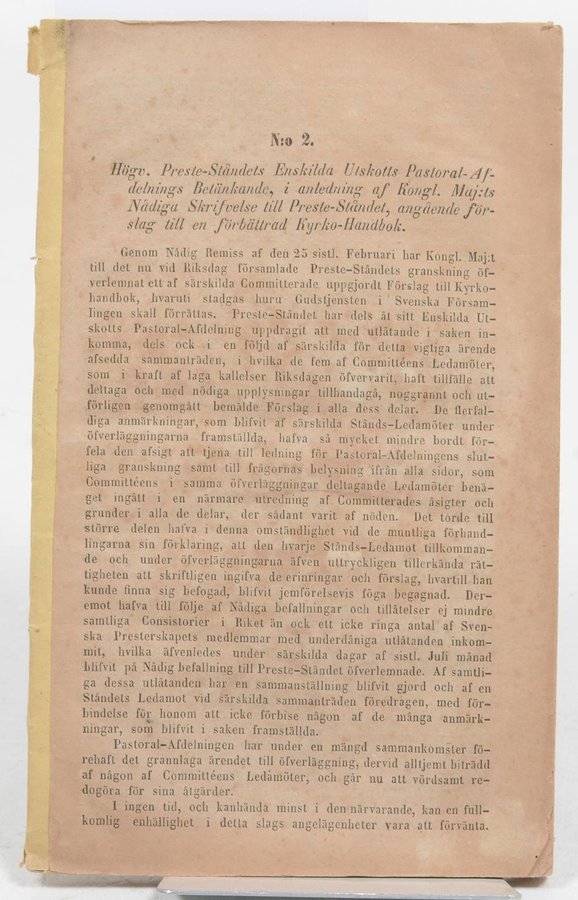 N:o 2.
Högv. Preste-Ståndets Enskilda Utskotts Pastoral-Af-
delnings Betänkande, i anledning af Kongl. Maj:ts
Nådiga Skrifvelse till Preste-Ståndet, angående för-
slag till en förbättrad Kyrko-Handbok.
Genom Nådig Remiss af den 25 sistl. Februari har Kongl. Maj:t
till det nu vid Riksdag församlade Preste-Ståndets granskning öf-
verlemnat ett af särskilda Committerade uppgjordt Förslag till Kyrko-
handbok, hvaruti stadgas huru Gudstjensten i Svenska Försam-
lingen skall förrättas. Preste-Ståndet har dels åt sitt Enskilda Ut-
skotts Pastoral-Afdelning uppdragit att med utlåtande i saken in-
komma, dels ock i en följd af särskilda för detta vigtiga ärende
afsedda sammanträden, i hvilka de fem af Committéens Ledamöter,
som i kraft af laga kallelser Riksdagen öfvervarit, haft tillfälle att
deltaga och med nödiga upplysningar tillhandagå, noggrannt och ut-
förligen genomgått bemälde Förslag i alla dess delar. De flerfal-
diga anmärkningar, som blifvit af särskilda Stånds-Ledamöter under
öfverläggningarna framställda, hafva så mycket mindre bordt för-
fela den afsigt att tjena till ledning för Pastoral-Afdelningens slut-
liga granskning samt till frågornas belysning ifrån alla sidor, som
Committéens i samma öfverläggningar deltagande Ledamöter benä-
get ingått i en närmare utredning af Committerades åsigter och
grunder i alla de delar, der sådant varit af nöden. Det torde till
större delen hafva i denna omständlighet vid de muntliga förhand-
lingarna sin förklaring, att den hvarje Stånds-Ledamot tillkomman-
de och under öfverläggningarna äfven uttryckligen tillerkända rät-
tigheten att skriftligen ingifva de erinringar och förslag, hvartill han
kunde finna sig befogad, blifvit jemförelsevis föga begagnad. Der-
emot hafva till följe af Nådiga befallningar och tillåtelser ej mindre
samtliga Consistorier i Riket än ock ett icke ringa antal af Sven-
ska Presterskapets medlemmar med underdåniga utlåtanden inkom-
mit, hvilka äfvenledes under särskilda dagar af sistl. Juli månad
blifvit på Nådig befallning till Preste-Ståndet öfverlemnade. Af samtli-
ga dessa utlåtanden har en sammanställning blifvit gjord och af en
Ståndets Ledamot vid särskilda sammanträden föredragen, med för-
bindelse för honom att icke förbise någon af de många anmärk-
ningar, som blifvit i saken framställda.
Pastoral-Afdelningen har under en mängd sammankomster fö-
rehaft det grannlaga ärendet till öfverläggning, dervid alltjemt biträdd
af någon af Committéens Ledamöter, och går nu att vördsamt re-
dogöra för sina åtgärder.
I ingen tid, och kanhända minst i den närvarande, kan en full-
komlig enhällighet i detta slags angelägenheter vara att förvänta.